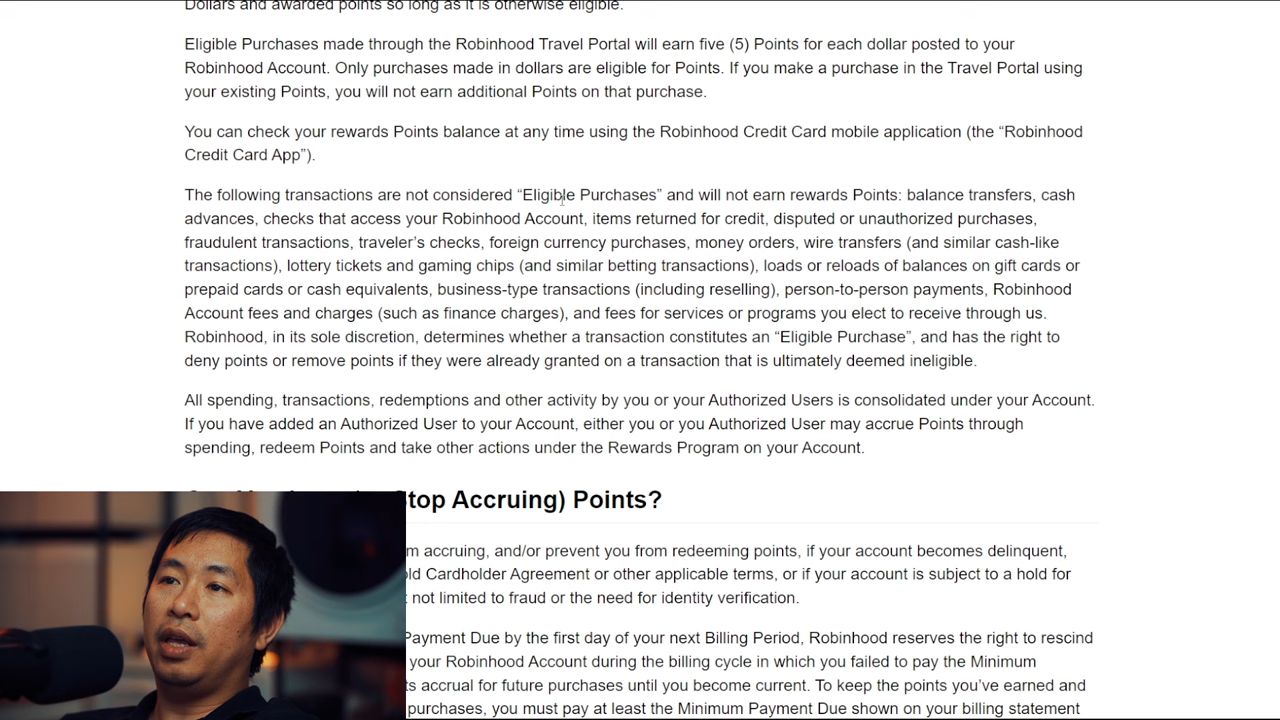 Dollars and awarded points so long as it is otherwise eligible.
Eligible Purchases made through the Robinhood Travel Portal will earn five (5) Points for each dollar posted to your
Robinhood Account. Only purchases made in dollars are eligible for Points. If you make a purchase in the Travel Portal using
your existing Points, you will not earn additional Points on that purchase.
You can check your rewards Points balance at any time using the Robinhood Credit Card mobile application (the “Robinhood
Credit Card App”).
The following transactions are not considered “Eligible Purchases” and will not earn rewards Points: balance transfers, cash
advances, checks that access your Robinhood Account, items returned for credit, disputed or unauthorized purchases,
fraudulent transactions, traveler’s checks, foreign currency purchases, money orders, wire transfers (and similar cash-like
transactions), lottery tickets and gaming chips (and similar betting transactions), loads or reloads of balances on gift cards or
prepaid cards or cash equivalents, business-type transactions (including reselling), person-to-person payments, Robinhood
Account fees and charges (such as finance charges), and fees for services or programs you elect to receive through us.
Robinhood, in its sole discretion, determines whether a transaction constitutes an “Eligible Purchase”, and has the right to
deny points or remove points if they were already granted on a transaction that is ultimately deemed ineligible.
All spending, transactions, redemptions and other activity by you or your Authorized Users is consolidated under your Account.
If you have added an Authorized User to your Account, either you or you Authorized User may accrue Points through
spending, redeem Points and take other actions under the Rewards Program on your Account.
top Accruing) Points?
m accruing, and/or prevent you from redeeming points, if your account becomes delinquent,
ld Cardholder Agreement or other applicable terms, or if your account is subject to a hold for
not limited to fraud or the need for identity verification.
Payment Due by the first day of your next Billing Period, Robinhood reserves the right to rescind
your Robinhood Account during the billing cycle in which you failed to pay the Minimum
ts accrual for future purchases until you become current. To keep the points you’ve earned and
purchases, you must pay at least the Minimum Payment Due shown on your billing statement